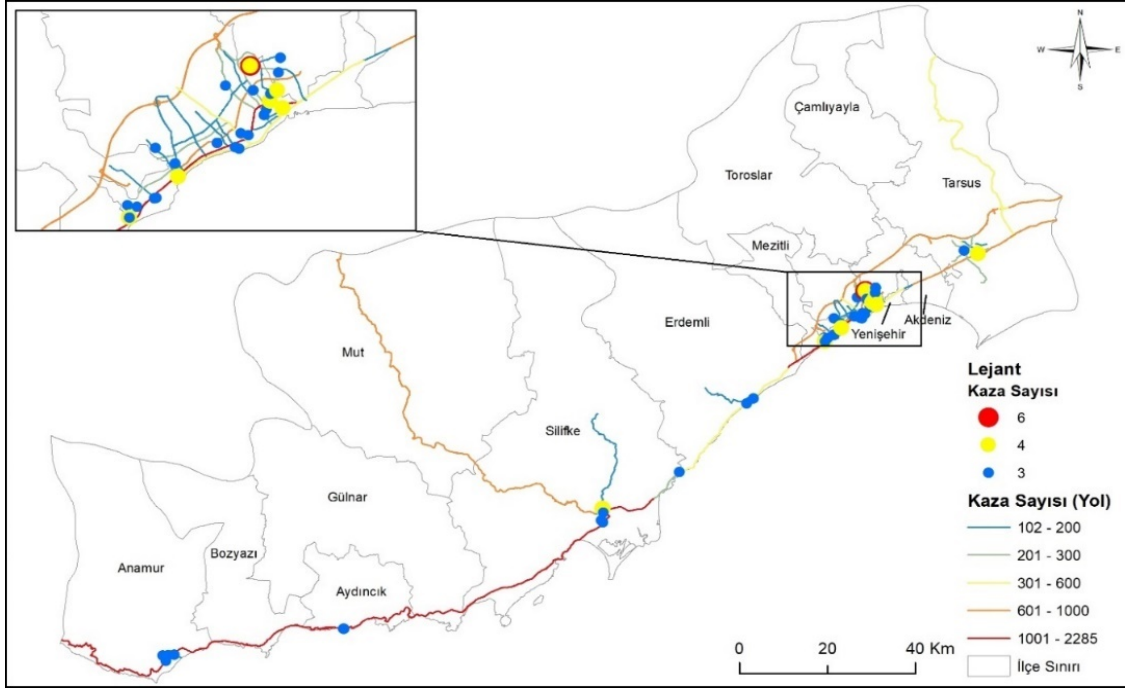 N
W
E
S
Çamlıyayla
Toroslar
Tarsus
Mezitli
Erdemli
Akdeniz
Yenişehir
Mut
Silifke
Gülnar
Bozyazı
Anamur
Aydıncık
Lejant
Kaza Sayısı
6
4
3
Kaza Sayısı (Yol)
102 - 200
201 - 300
301 - 600
601 - 1000
1001 - 2285
İlçe Sınırı
0 20 40 Km